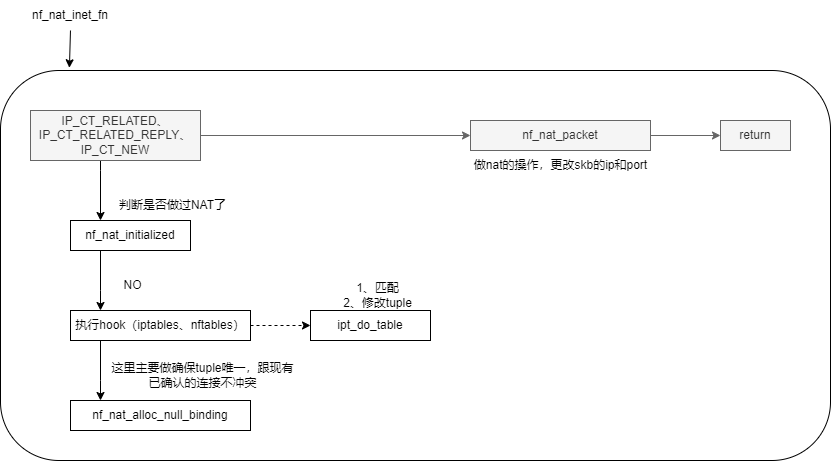 nf_nat_inet_fn
IP_CT_RELATED、
IP_CT_RELATED_REPLY、
IP_CT_NEW
nf_nat_packet
return
做nat的操作，更改skb的ip和port
判断是否做过NAT了
nf_nat_initialized
NO
1、匹配
2、修改tuple
执行hook（iptables、nftables）
ipt_do_table
这里主要做确保tuple唯一，跟现有
已确认的连接不冲突
nf_nat_alloc_null_binding